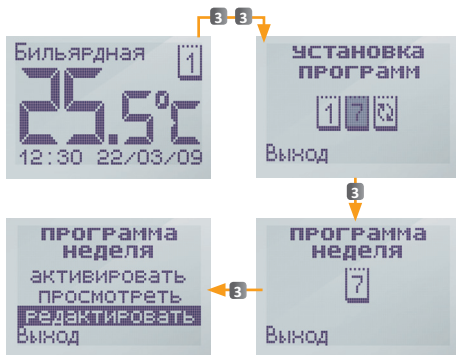 3 3
Бильярдная
1
25.5°C
12:30 22/03/09
УСТАНОВКА
ПРОГРАММ
1 7
Выход
3
ПРОГРАММА
НЕДЕЛЯ
7
Выход
3
ПРОГРАММА
НЕДЕЛЯ
активировать
просмотреть
редактировать
Выход